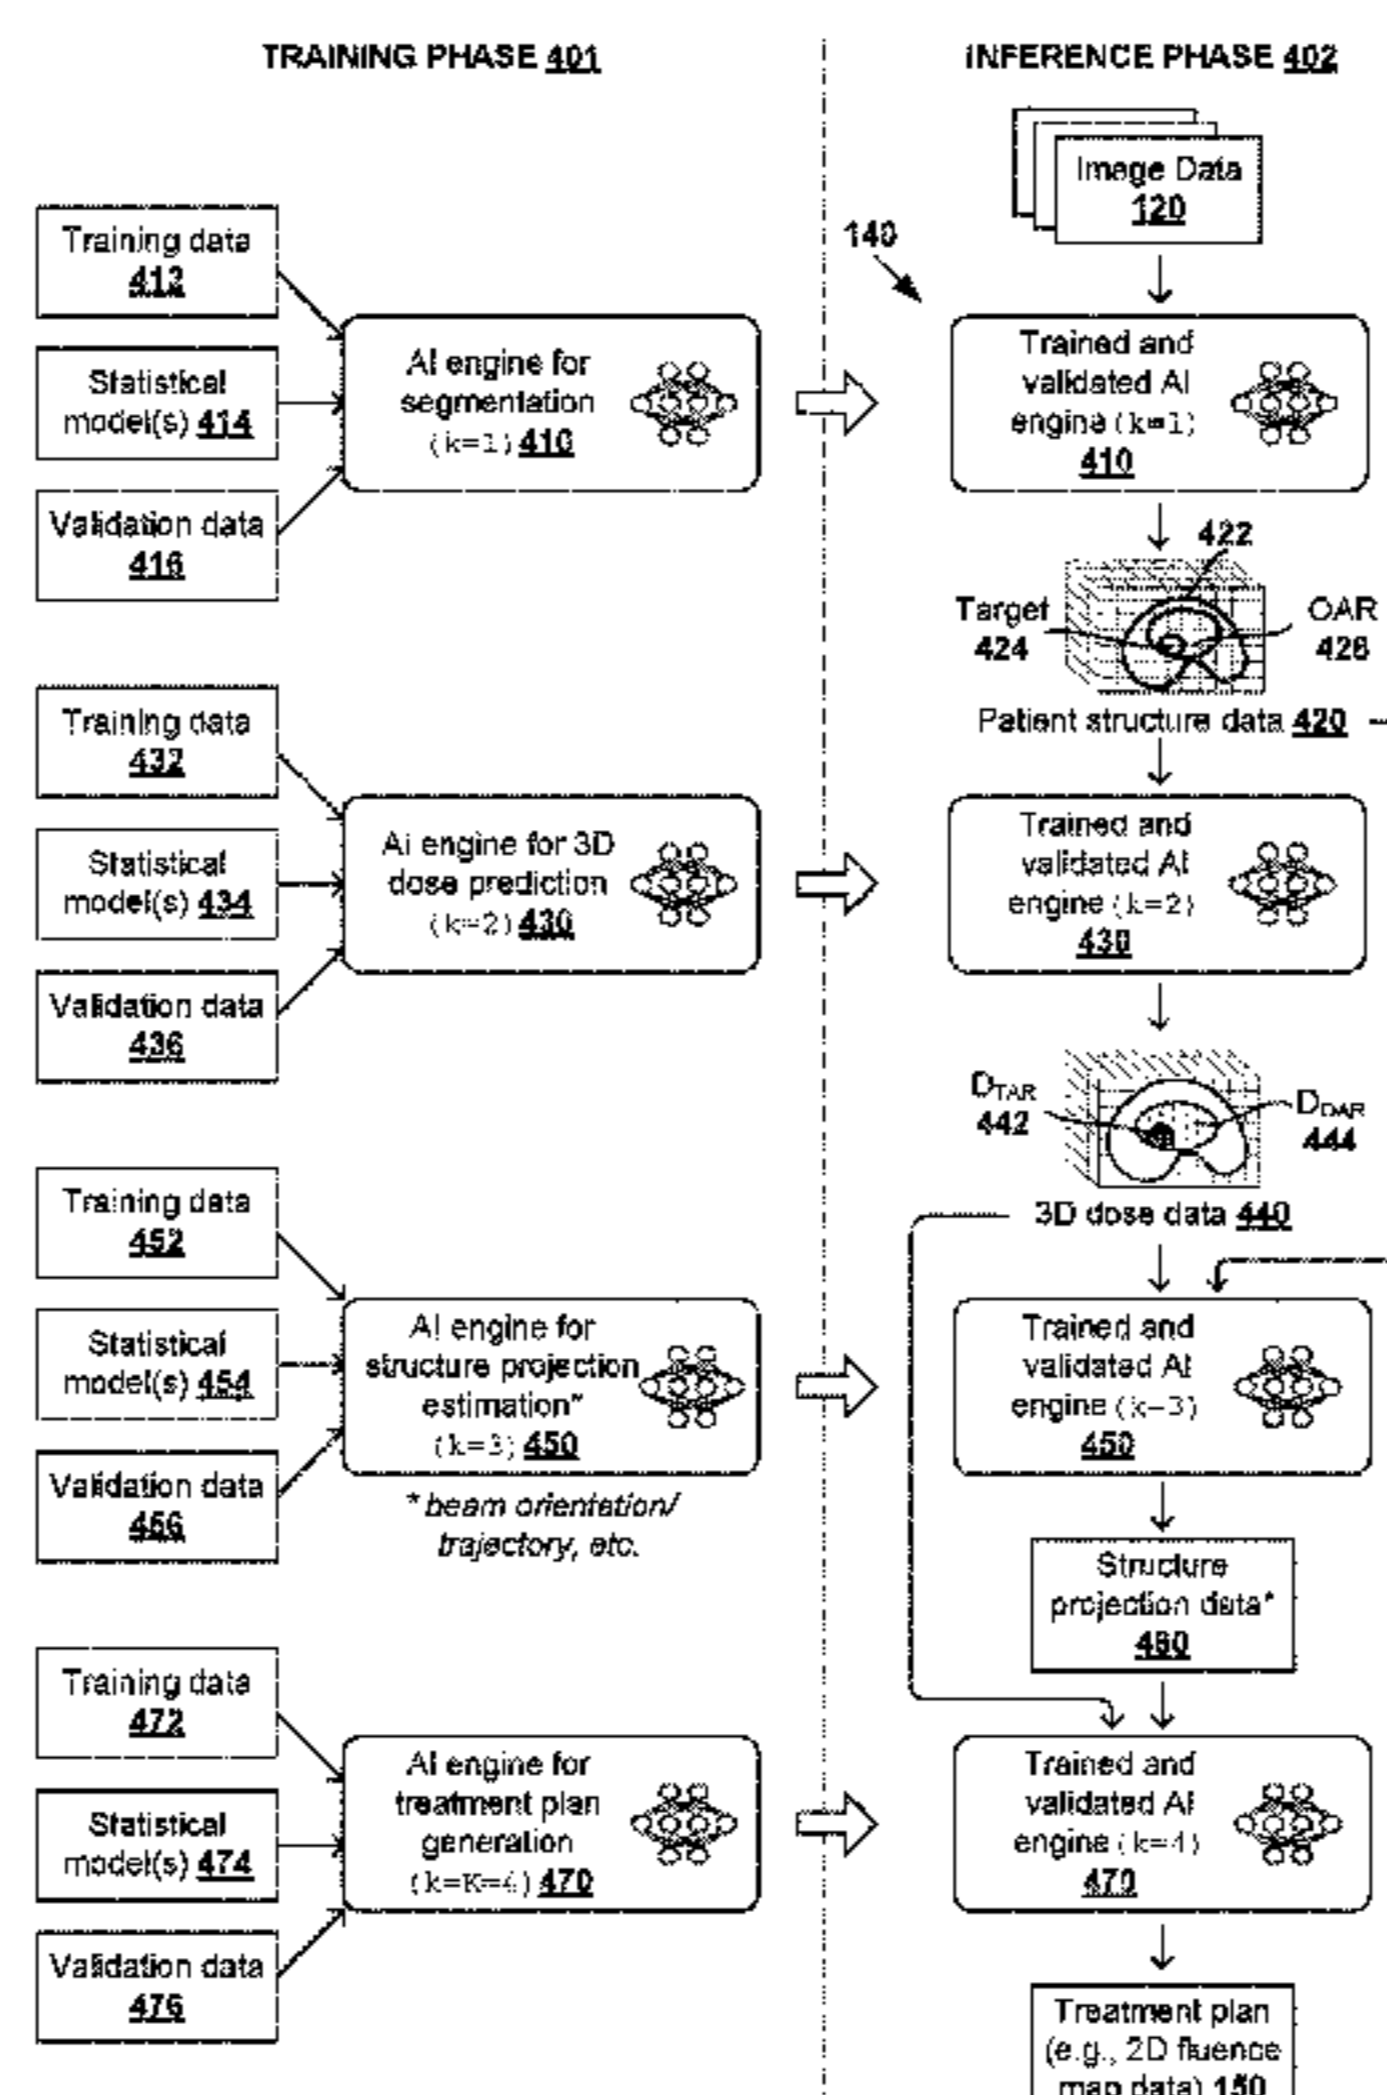 TRAINING PHASE 401
INFERENCE PHASE 402
Image Data
120
140
Training data
412
Statistical
model(s) 414
Validation data
416
AI engine for
segmentation
(k=1) 410
Trained and
validated AI
engine (k=1)
410
422
Target
424
OAR
426
Patient structure data 420
Training data
432
Statistical
model(s) 434
Validation data
436
Ai engine for 3D
dose prediction
(k=2) 430
Trained and
validated AI
engine (k=2)
430
DTAR
442
DOAR
444
3D dose data 440
Training data
452
Statistical
model(s) 454
Validation data
456
AI engine for
structure projection
estimation*
(k=3) 450
* beam orientation/
trajectory, etc.
Trained and
validated AI
engine (k=3)
450
Structure
projection data*
460
Training data
472
Statistical
model(s) 474
Validation data
476
AI engine for
treatment plan
generation
(k=K=4) 470
Trained and
validated AI
engine (k=4)
470
Treatment plan
(e.g., 2D fluence
map data) 150